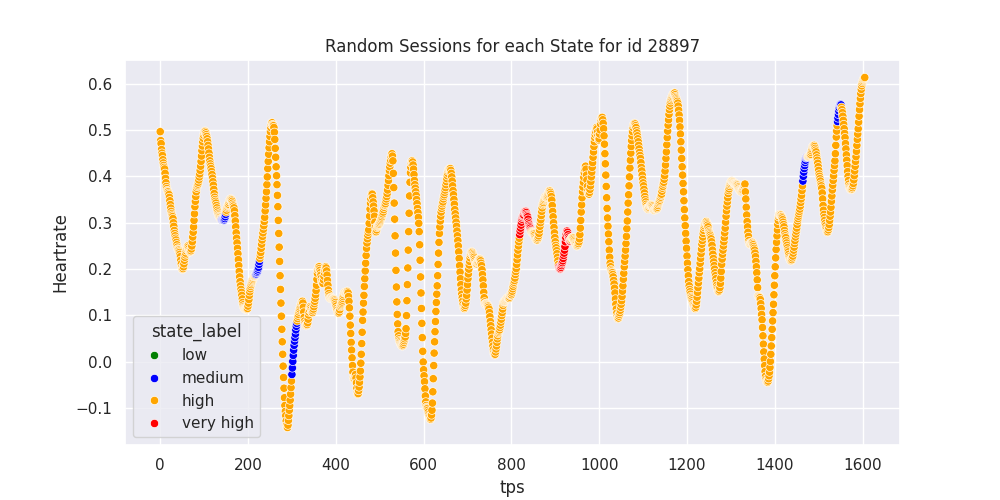 Random Sessions for each State for id 28897
Heartrate
0.6
0.5
0.4
0.3
0.2
0.1
0.0
−0.1
state_label
low
medium
high
very high
0 200 400 600 800 1000 1200 1400 1600
tps